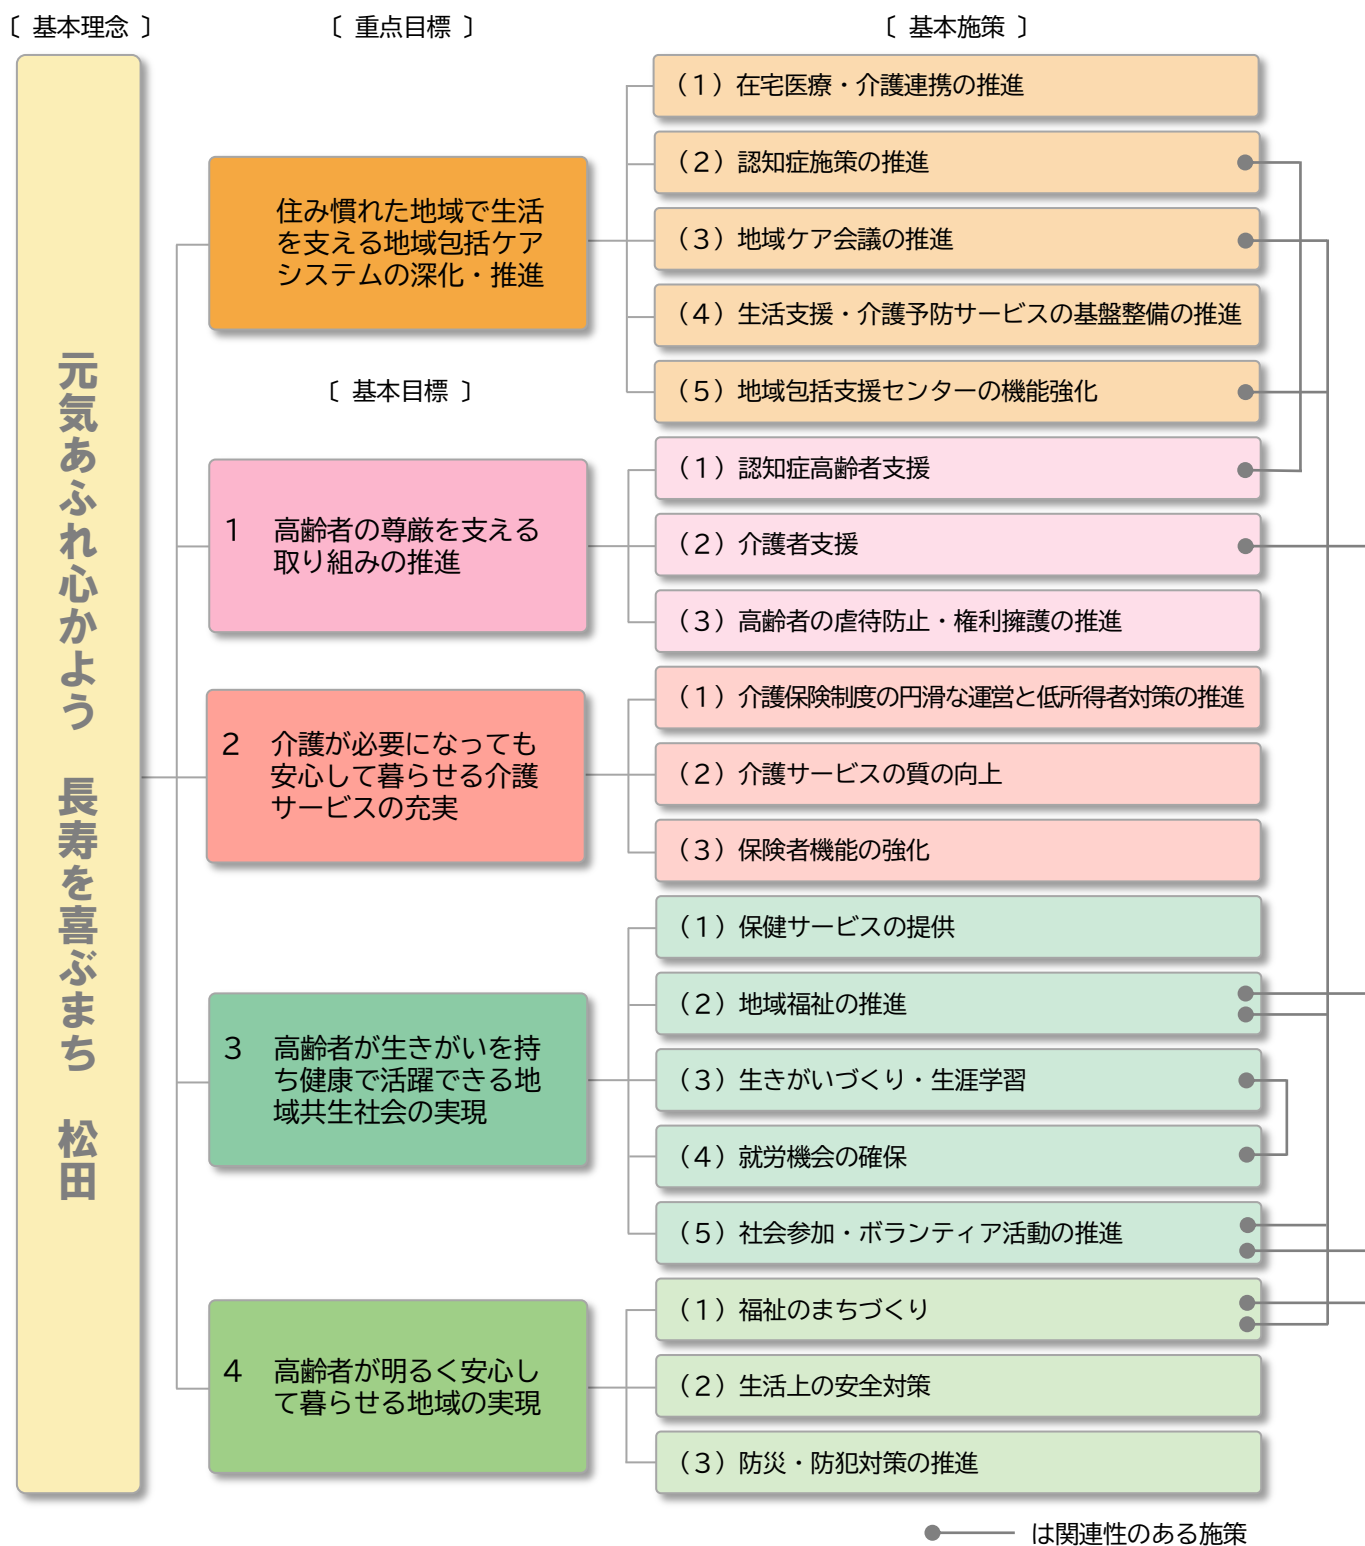 〔 基本理念 〕
〔 重点目標 〕
〔 基本施策 〕
元気あふれ心かよう　長寿を喜ぶまち　松田
住み慣れた地域で生活
を支える地域包括ケア
システムの深化・推進
（1）在宅医療・介護連携の推進
（2）認知症施策の推進
（3）地域ケア会議の推進
（4）生活支援・介護予防サービスの基盤整備の推進
（5）地域包括支援センターの機能強化
〔 基本目標 〕
1　高齢者の尊厳を支える
取り組みの推進
（1）認知症高齢者支援
（2）介護者支援
（3）高齢者の虐待防止・権利擁護の推進
2　介護が必要になっても
安心して暮らせる介護
サービスの充実
（1）介護保険制度の円滑な運営と低所得者対策の推進
（2）介護サービスの質の向上
（3）保険者機能の強化
3　高齢者が生きがいを持
ち健康で活躍できる地
域共生社会の実現
（1）保健サービスの提供
（2）地域福祉の推進
（3）生きがいづくり・生涯学習
（4）就労機会の確保
（5）社会参加・ボランティア活動の推進
4　高齢者が明るく安心し
て暮らせる地域の実現
（1）福祉のまちづくり
（2）生活上の安全対策
（3）防災・防犯対策の推進
は関連性のある施策